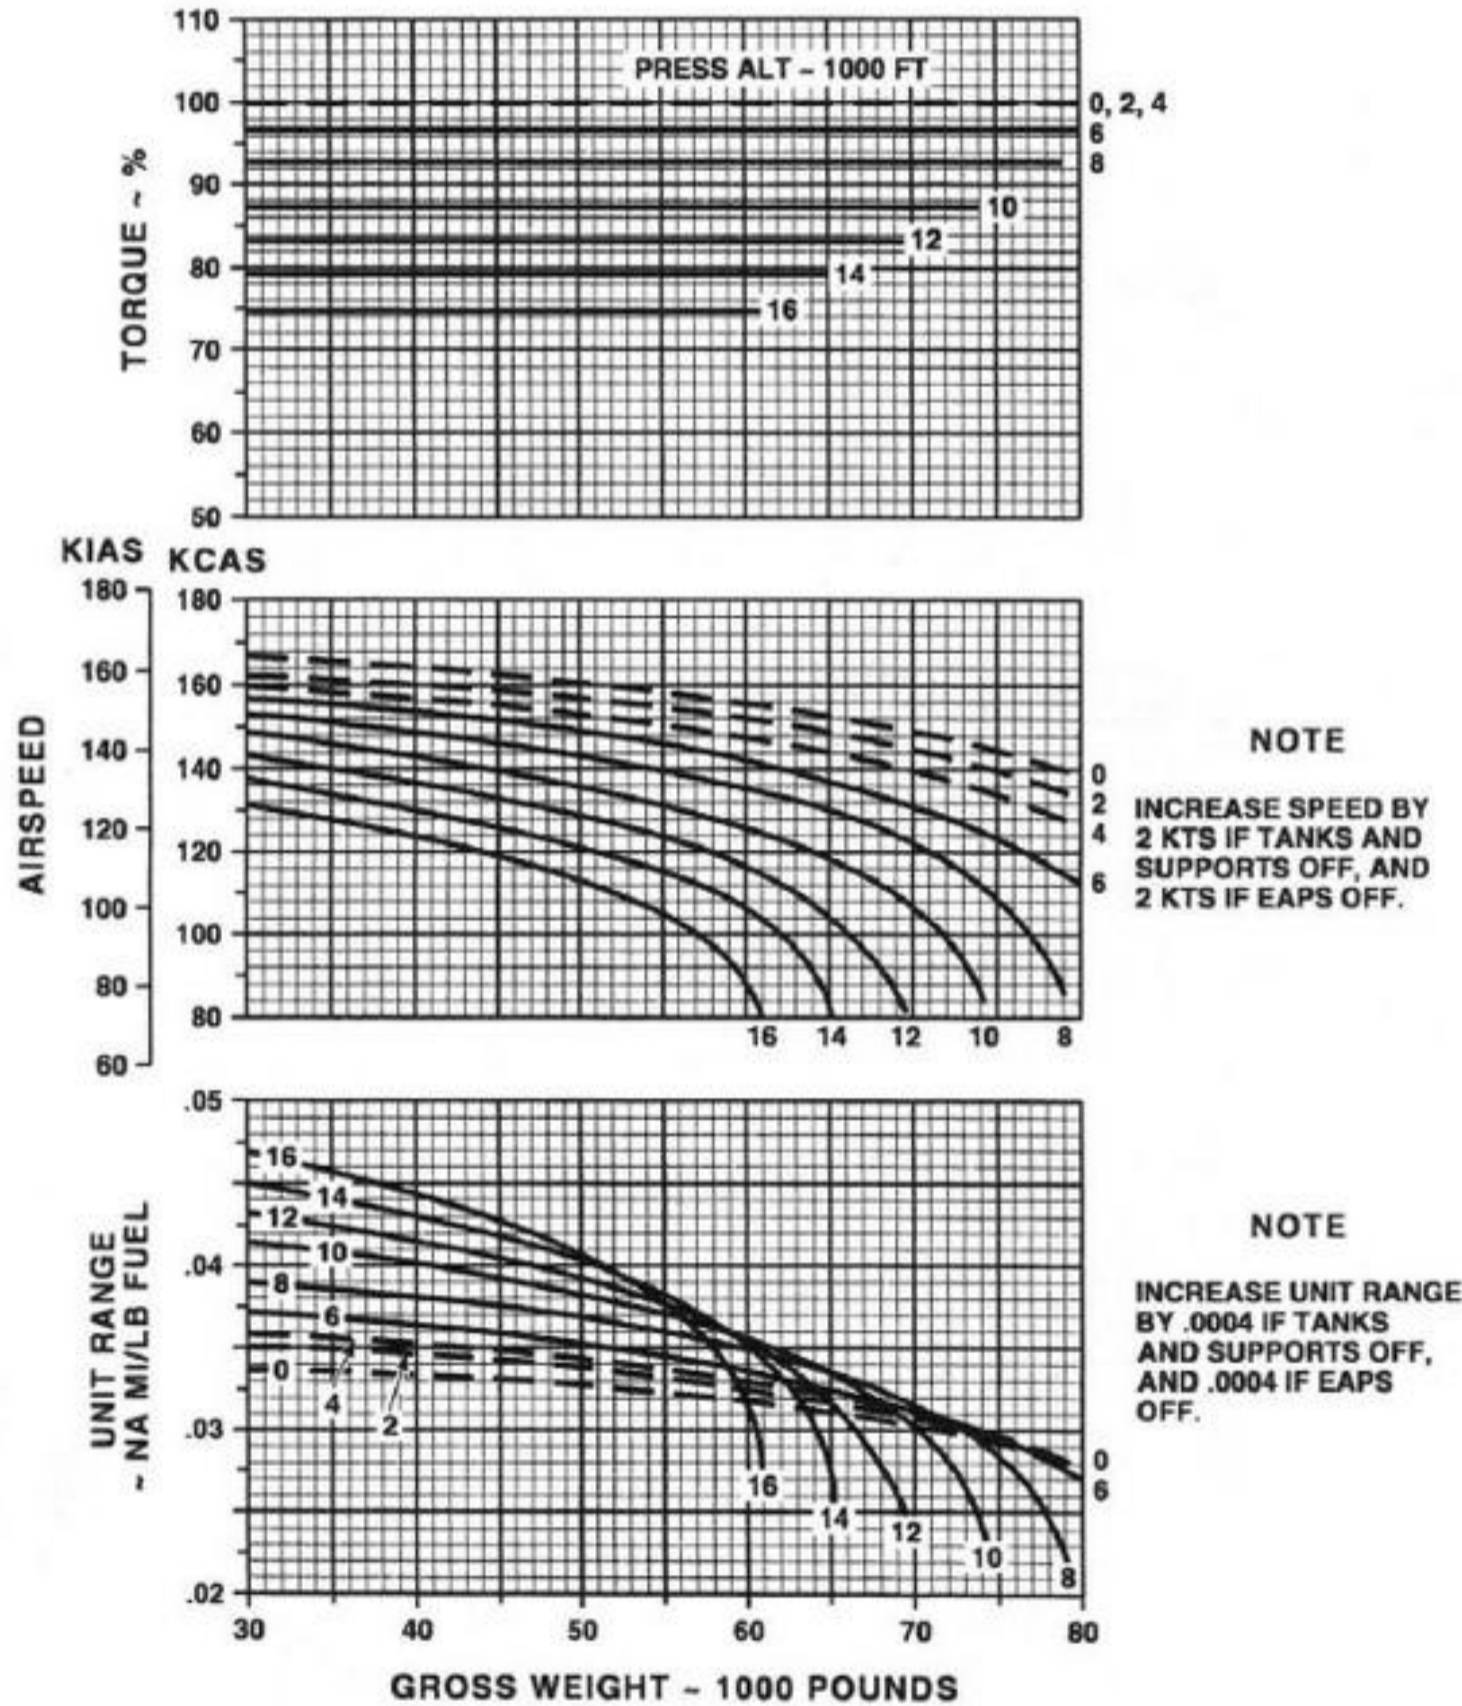 110
PRESS ALT ~ 1000 FT
100
0, 2, 4
6
8
90
10
12
80
14
16
70
60
50
TORQUE ~ %
KIAS KCAS
180 180
160 160
140 140
120 120
100 100
80 80
60
AIRSPEED
0
2
4
6
16 14 12 10 8
NOTE
INCREASE SPEED BY
2 KTS IF TANKS AND
SUPPORTS OFF, AND
2 KTS IF EAPS OFF.
.05
16
14
12
10
.04
8
6
0
4
2
.03
0
6
16
14
12
10
8
.02
UNIT RANGE
~ NA MI/LB FUEL
NOTE
INCREASE UNIT RANGE
BY .0004 IF TANKS
AND SUPPORTS OFF,
AND .0004 IF EAPS
OFF.
30 40 50 60 70 80
GROSS WEIGHT ~ 1000 POUNDS